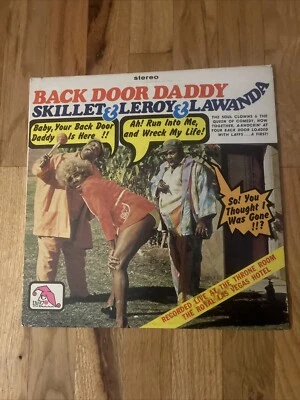 stereo
BACK DOOR DADDY
SKILLET & LEROY & LAWANDA
THE SOUL CLOWNS & THE
QUEEN OF COMEDY, NOW
TOGETHER, A-KNOCKIN' AT
YOUR BACK DOOR LOADED
WITH LAFFS ...A FIRST!
Baby, Your Back Door
Daddy is Here !!
Ah! Run Into Me,
and Wreck My Life!
So! You
Thought I
Was Gone
!!?
RECORDED LIVE AT THE THRONE ROOM
THE ROYAL LAS VEGAS HOTEL